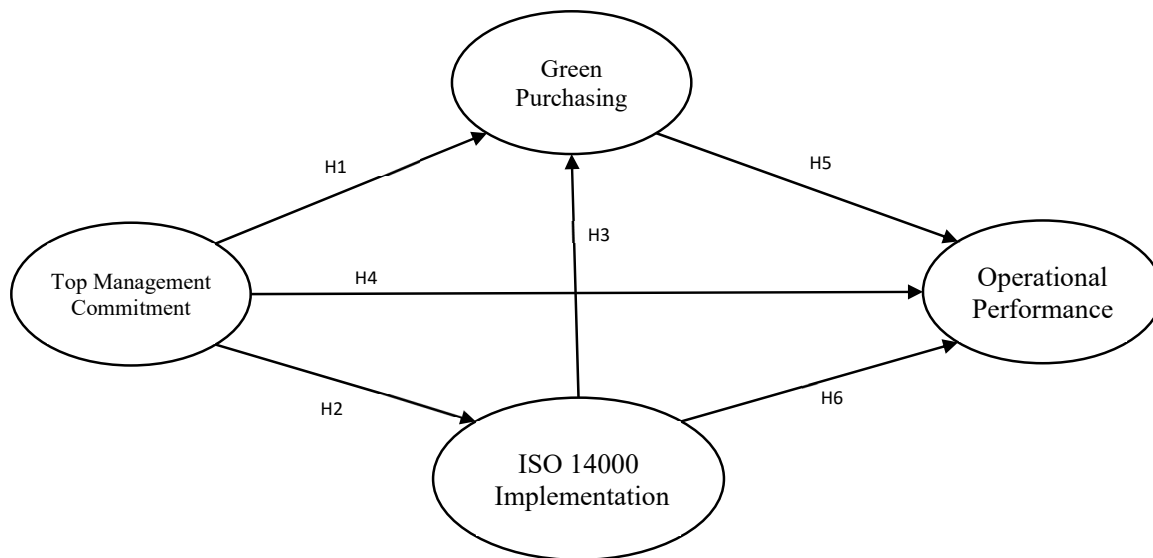 Green
Purchasing
H1
H5
H3
Top Management
Commitment
H4
Operational
Performance
H2
H6
ISO 14000
Implementation